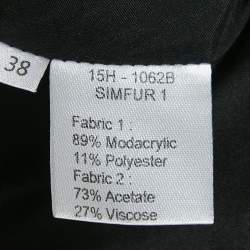 38
15H - 1062B
SIMFUR 1
Fabric 1 :
89% Modacrylic
11% Polyester
Fabric 2 :
73% Acetate
27% Viscose